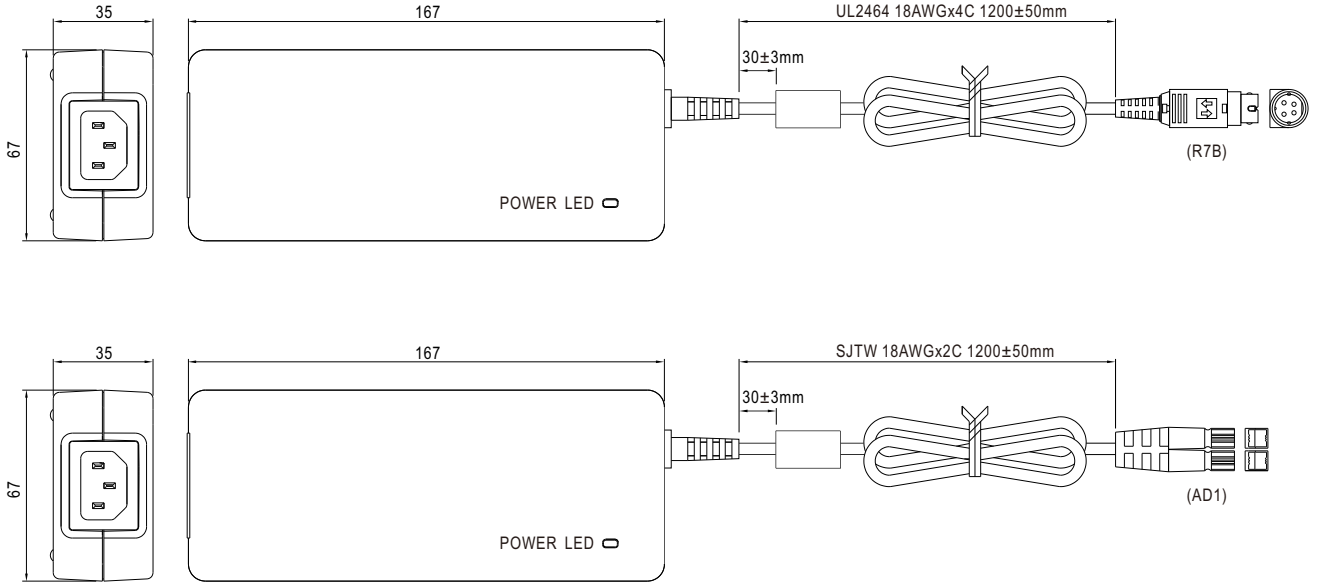 35
167
UL2464 18AWGx4C 1200±50mm
30±3mm
67
(R7B)
POWER LED
35
167
SJTW 18AWGx2C 1200±50mm
30±3mm
67
(AD1)
POWER LED